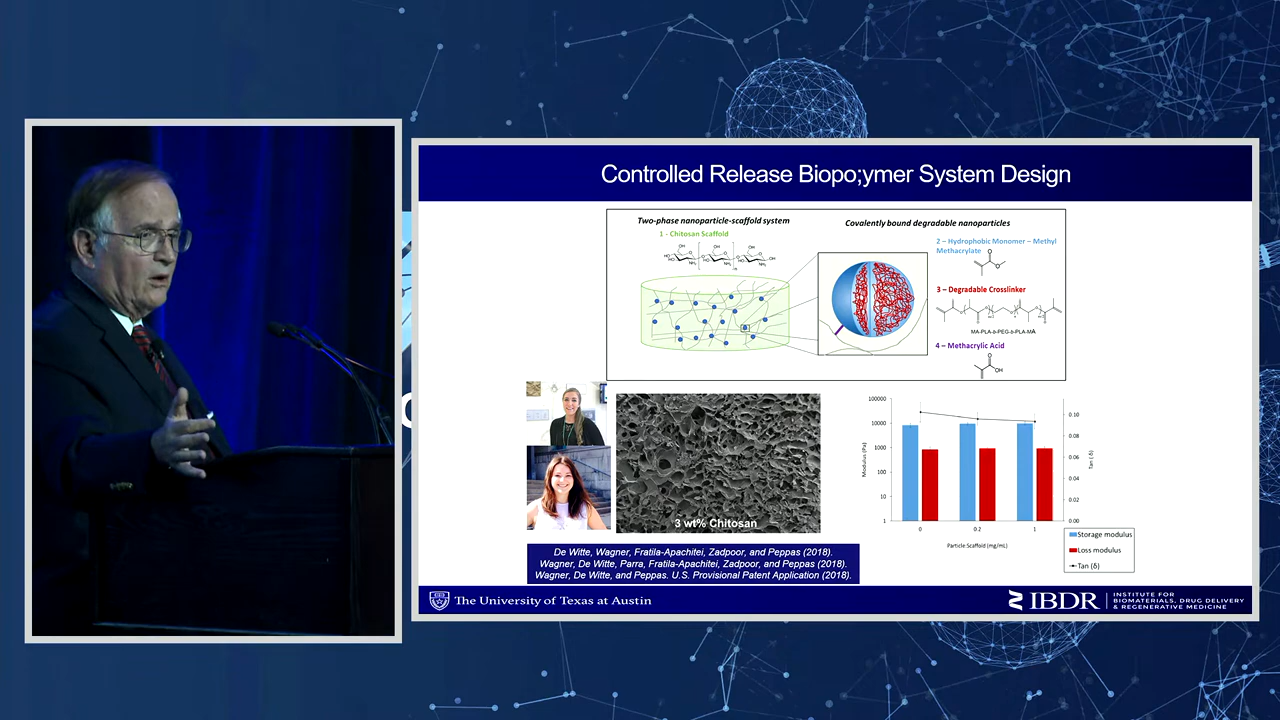 Controlled Release Biopo;ymer System Design
Two-phase nanoparticle-scaffold system
Covalently bound degradable nanoparticles
1 - Chitosan Scaffold
2 – Hydrophobic Monomer – Methyl
Methacrylate
3 – Degradable Crosslinker
MA-PLA-b-PEG-b-PLA-MA
4 – Methacrylic Acid
3 wt% Chitosan
100000
10000
1000
100
10
1
Modulus (Pa)
0.10
0.08
0.06
0.04
0.02
0.00
Tan (δ)
0
0.2
1
Particle:Scaffold (mg/mL)
Storage modulus
Loss modulus
Tan (δ)
De Witte, Wagner, Fratila-Apachitei, Zadpoor, and Peppas (2018).
Wagner, De Witte, Parra, Fratila-Apachitei, Zadpoor, and Peppas (2018).
Wagner, De Witte, and Peppas. U.S. Provisional Patent Application (2018).
The University of Texas at Austin
IBDR
INSTITUTE FOR
BIOMATERIALS, DRUG DELIVERY
& REGENERATIVE MEDICINE